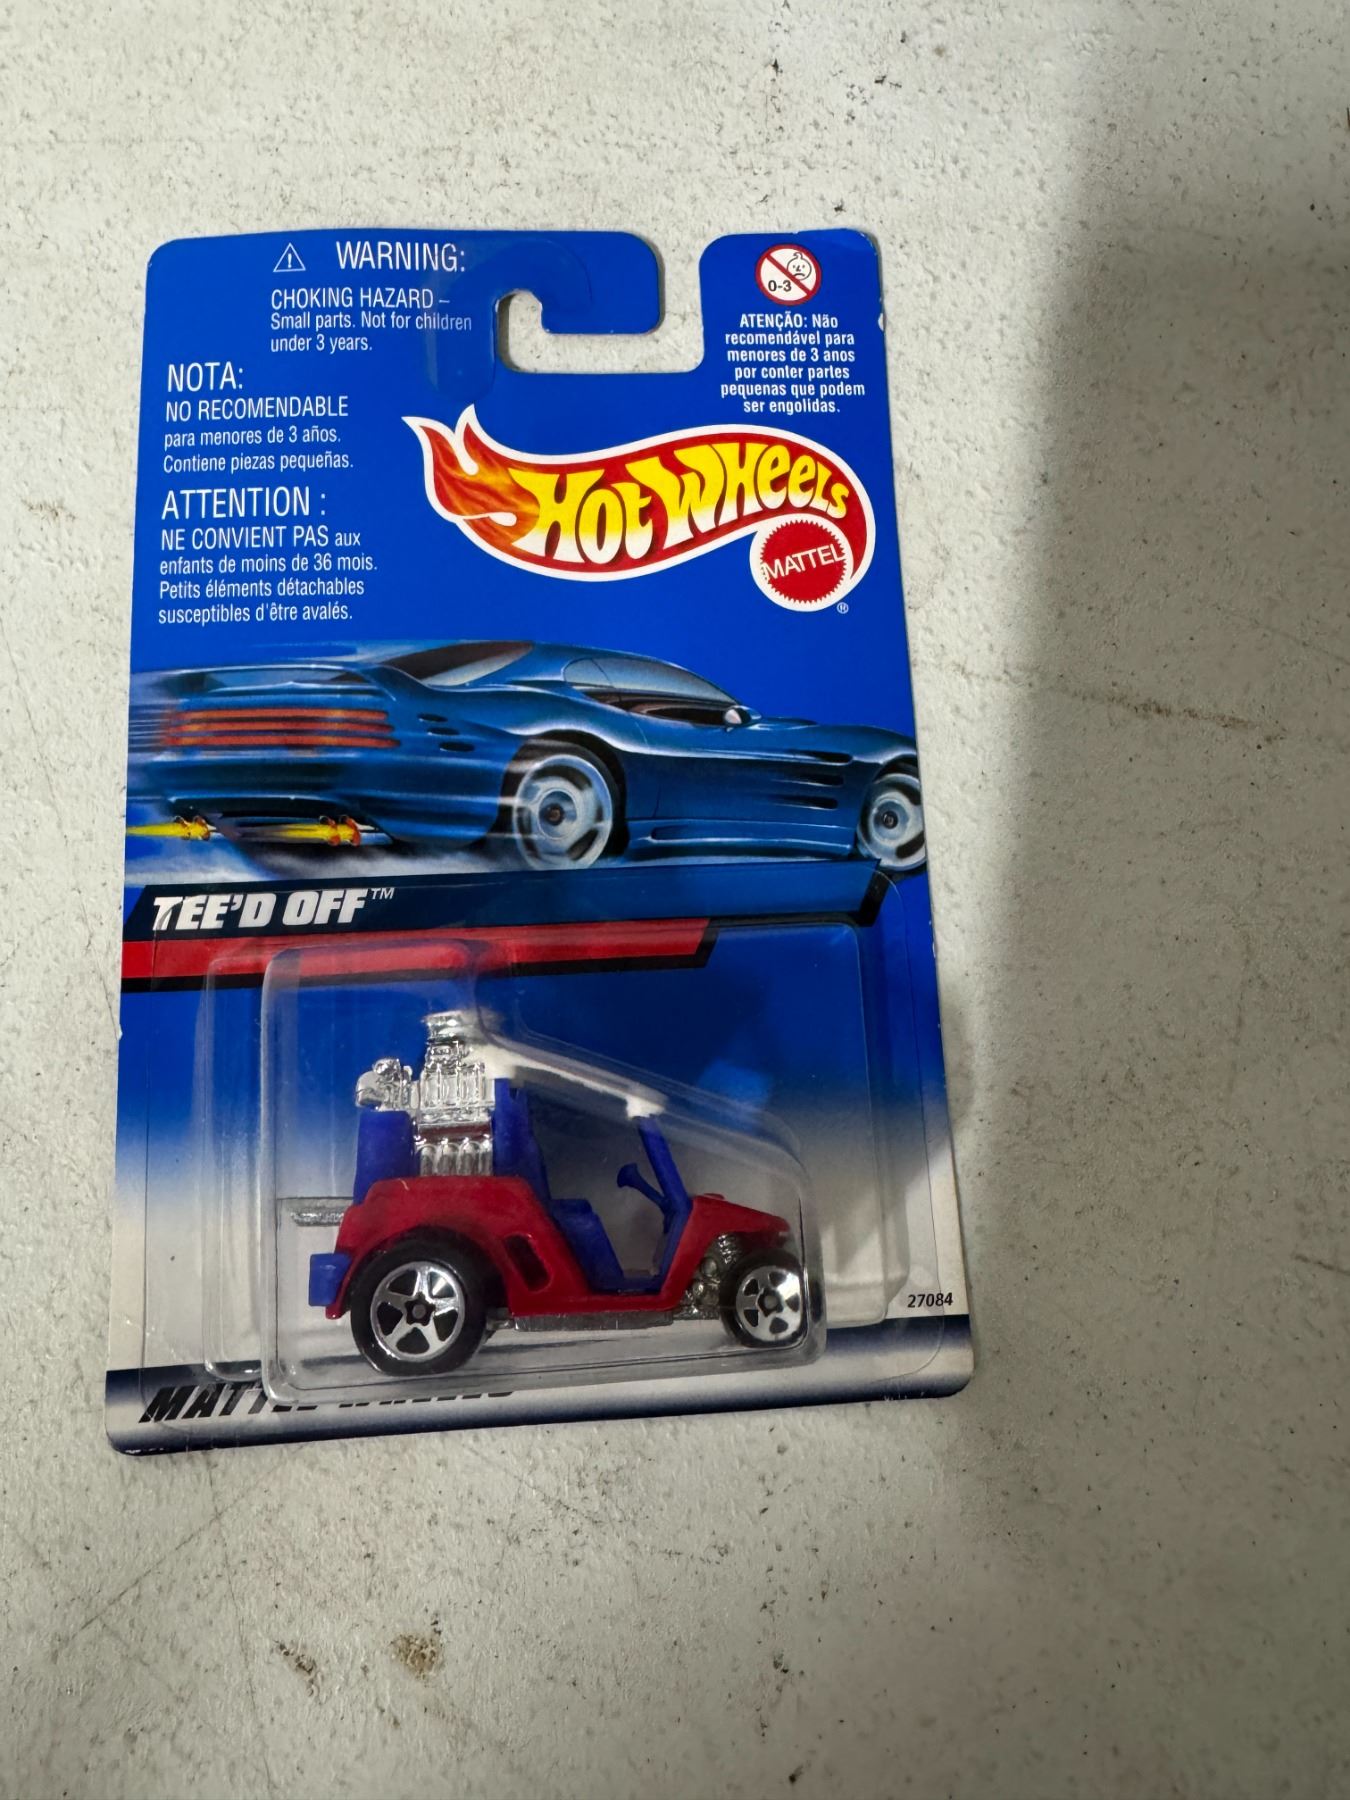 WARNING:
CHOKING HAZARD –
Small parts. Not for children
under 3 years.
NOTA:
NO RECOMENDABLE
para menores de 3 años.
Contiene piezas pequeñas.
ATTENTION :
NE CONVIENT PAS aux
enfants de moins de 36 mois.
Petits éléments détachables
susceptibles d'être avalés.
0-3
ATENÇÃO: Não
recomendável para
menores de 3 anos
por conter partes
pequenas que podem
ser engolidas.
HOT WHEELS
MATTEL
®
TEE'D OFF™
27084
MATTEL WHEELS